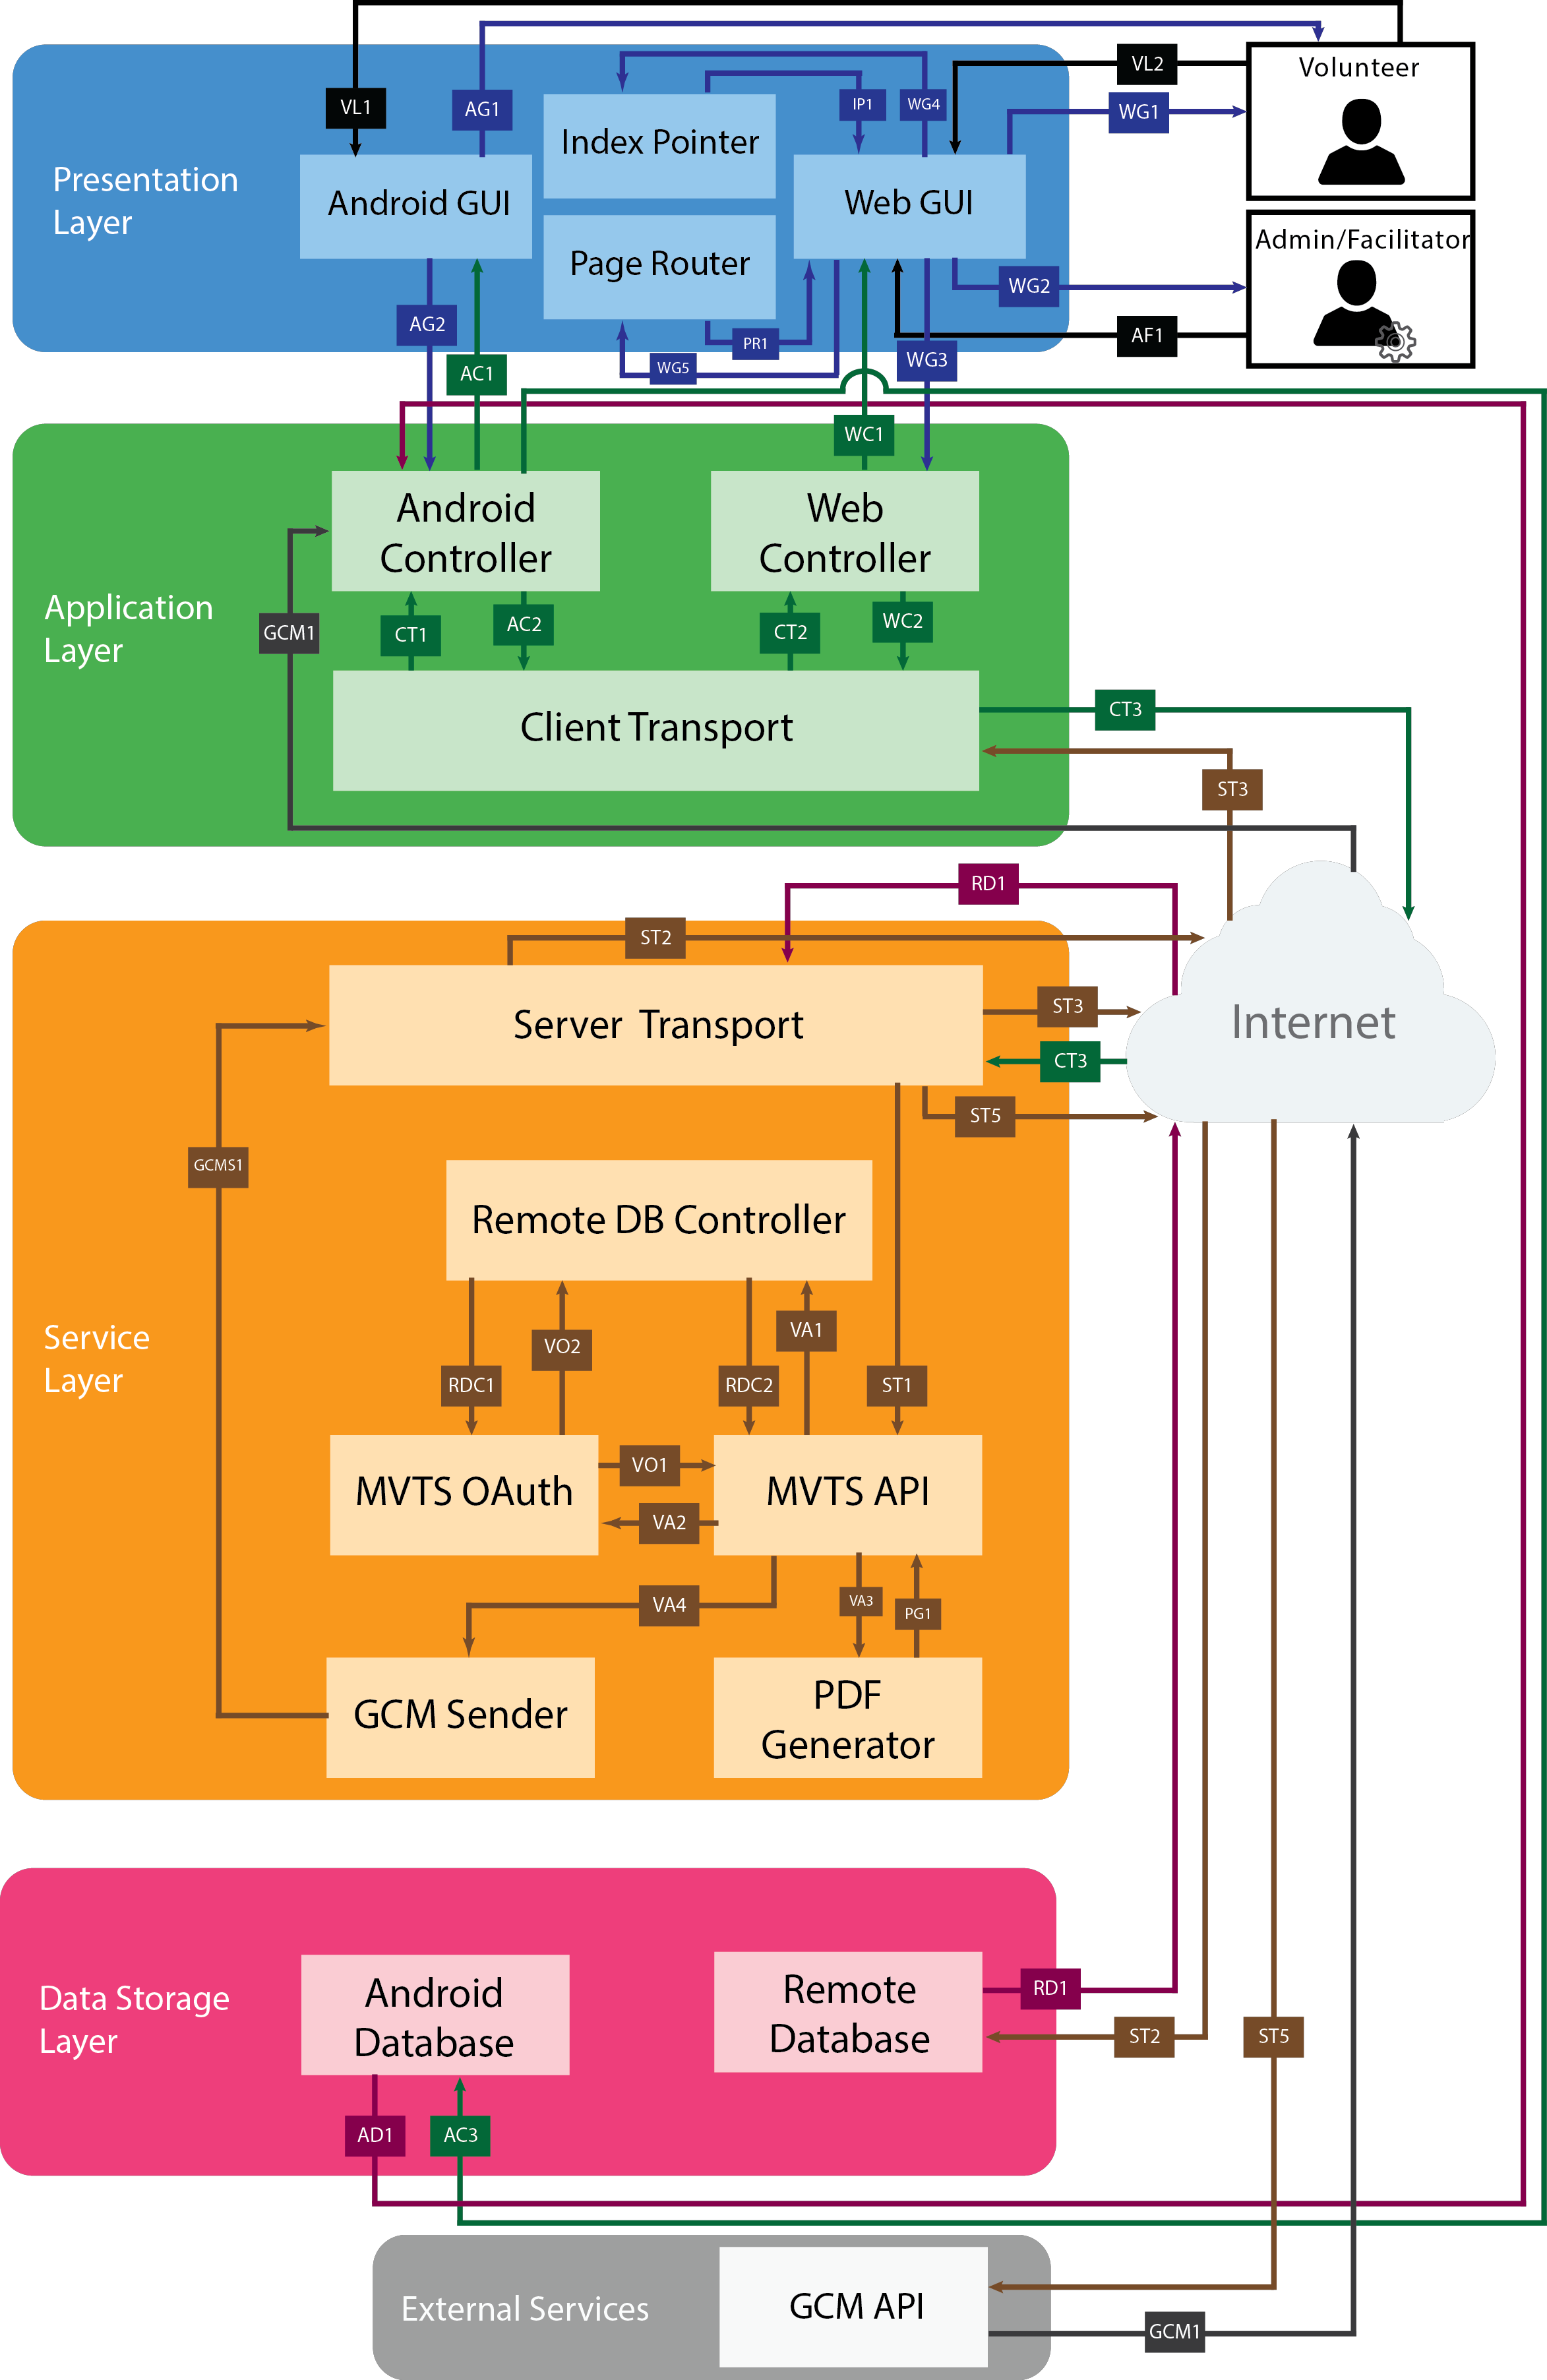 VL2
Volunteer
VL1
AG1
IP1
WG4
WG1
Index Pointer
Presentation
Layer
Android GUI
Web GUI
Admin/Facilitator
Page Router
WG2
AG2
PR1
AF1
WG5
WG3
AC1
WC1
Android
Controller
Web
Controller
Application
Layer
GCM1
CT1
AC2
CT2
WC2
Client Transport
CT3
ST3
RD1
ST2
Server Transport
ST3
Internet
CT3
ST5
GCMS1
Remote DB Controller
Service
Layer
VO2
VA1
RDC1
RDC2
ST1
MVTS OAuth
VO1
MVTS API
VA2
VA4
VA3
PG1
GCM Sender
PDF
Generator
Data Storage
Layer
Android
Database
Remote
Database
RD1
ST2
ST5
AD1
AC3
External Services
GCM API
GCM1